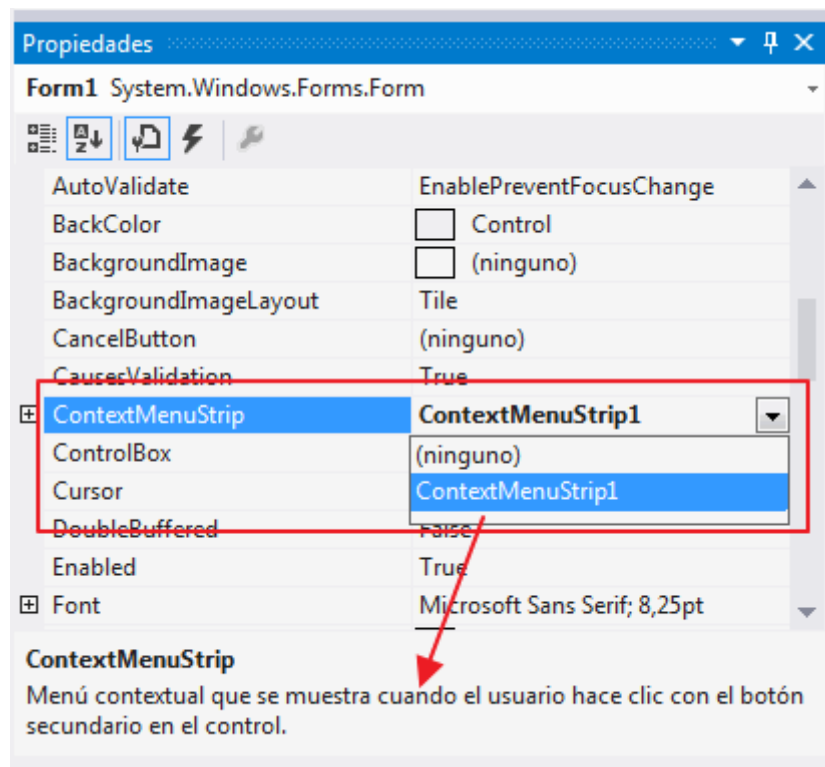 Propiedades
Form1 System.Windows.Forms.Form
AutoValidate EnablePreventFocusChange
BackColor Control
BackgroundImage (ninguno)
BackgroundImageLayout Tile
CancelButton (ninguno)
CausesValidation True
ContextMenuStrip ContextMenuStrip1
ControlBox (ninguno)
Cursor ContextMenuStrip1
DoubleBuffered False
Enabled True
Font Microsoft Sans Serif; 8,25pt
ContextMenuStrip
Menú contextual que se muestra cuando el usuario hace clic con el botón
secundario en el control.